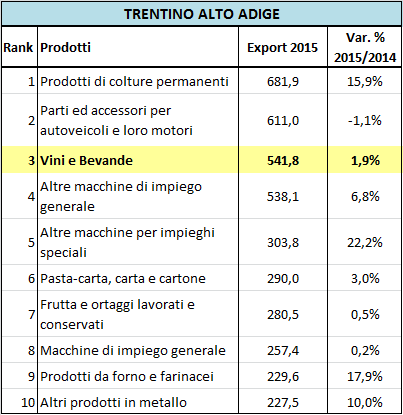 TRENTINO ALTO ADIGE
Rank Prodotti Export 2015 Var. % 2015/2014
1 Prodotti di colture permanenti 681,9 15,9%
2 Parti ed accessori per autoveicoli e loro motori 611,0 -1,1%
3 Vini e Bevande 541,8 1,9%
4 Altre macchine di impiego generale 538,1 6,8%
5 Altre macchine per impieghi speciali 303,8 22,2%
6 Pasta-carta, carta e cartone 290,0 3,0%
7 Frutta e ortaggi lavorati e conservati 280,5 0,5%
8 Macchine di impiego generale 257,4 0,2%
9 Prodotti da forno e farinacei 229,6 17,9%
10 Altri prodotti in metallo 227,5 10,0%